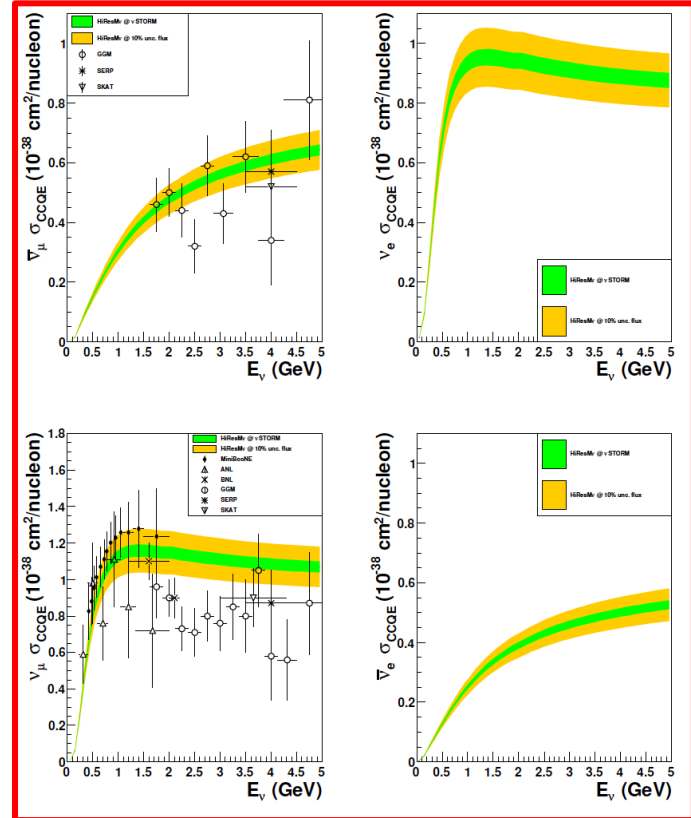 HiResMν @ ν STORM
HiResMν @ 10% unc. flux
GGM
SERP
SKAT
ν̅μ σCCQE (10-38 cm2/nucleon)
1
0.8
0.6
0.4
0.2
0
0 0.5 1 1.5 2 2.5 3 3.5 4 4.5 5
Eν (GeV)
νe σCCQE (10-38 cm2/nucleon)
1
0.8
0.6
0.4
0.2
0
HiResMν @ ν STORM
HiResMν @ 10% unc. flux
0 0.5 1 1.5 2 2.5 3 3.5 4 4.5 5
Eν (GeV)
νμ σCCQE (10-38 cm2/nucleon)
1.8
1.6
1.4
1.2
1
0.8
0.6
0.4
0.2
0
HiResMν @ ν STORM
HiResMν @ 10% unc. flux
MiniBooNE
ANL
BNL
GGM
SERP
SKAT
0 0.5 1 1.5 2 2.5 3 3.5 4 4.5 5
Eν (GeV)
ν̅e σCCQE (10-38 cm2/nucleon)
1
0.8
0.6
0.4
0.2
0
HiResMν @ ν STORM
HiResMν @ 10% unc. flux
0 0.5 1 1.5 2 2.5 3 3.5 4 4.5 5
Eν (GeV)